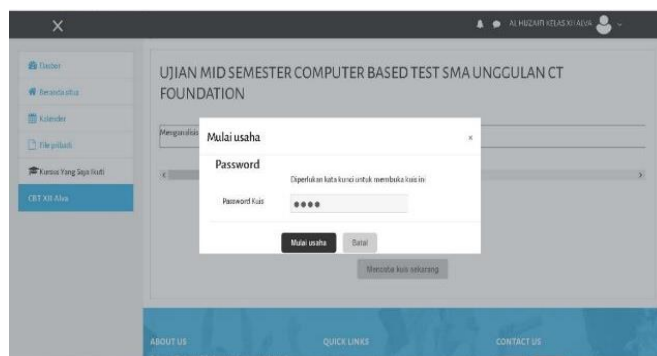 AL HUZAIFI KELAS XII ALVA
Dasbor
Beranda situs
Kalender
File pribadi
Kursus Yang Saya Ikuti
CBT XII Alva
UJIAN MID SEMESTER COMPUTER BASED TEST SMA UNGGULAN CT
FOUNDATION
Menganalisis
Mulai usaha
Password
Diperlukan kata kunci untuk membuka kuis ini
Password Kuis
Mulai usaha
Batal
Mencoba kuis sekarang
ABOUT US
QUICK LINKS
CONTACT US